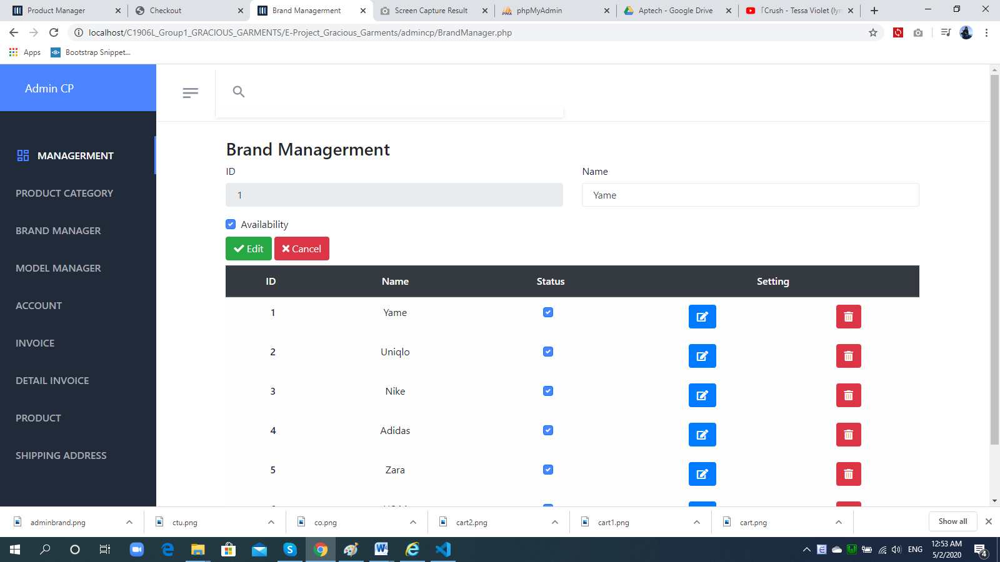 Product Manager
Checkout
Brand Managerment
Screen Capture Result
phpMyAdmin
Aptech - Google Drive
「Crush - Tessa Violet (lyri
localhost/C1906L_Group1_GRACIOUS_GARMENTS/E-Project_Gracious_Garments/admincp/BrandManager.php
Apps
Bootstrap Snippet...
Admin CP
MANAGERMENT
PRODUCT CATEGORY
BRAND MANAGER
MODEL MANAGER
ACCOUNT
INVOICE
DETAIL INVOICE
PRODUCT
SHIPPING ADDRESS
Brand Managerment
ID Name
1 Yame
Availability
Edit Cancel
ID Name Status Setting
1 Yame
2 Uniqlo
3 Nike
4 Adidas
5 Zara
adminbrand.png
ctu.png
co.png
cart2.png
cart1.png
cart.png
Show all
ENG
12:53 AM
5/2/2020
4